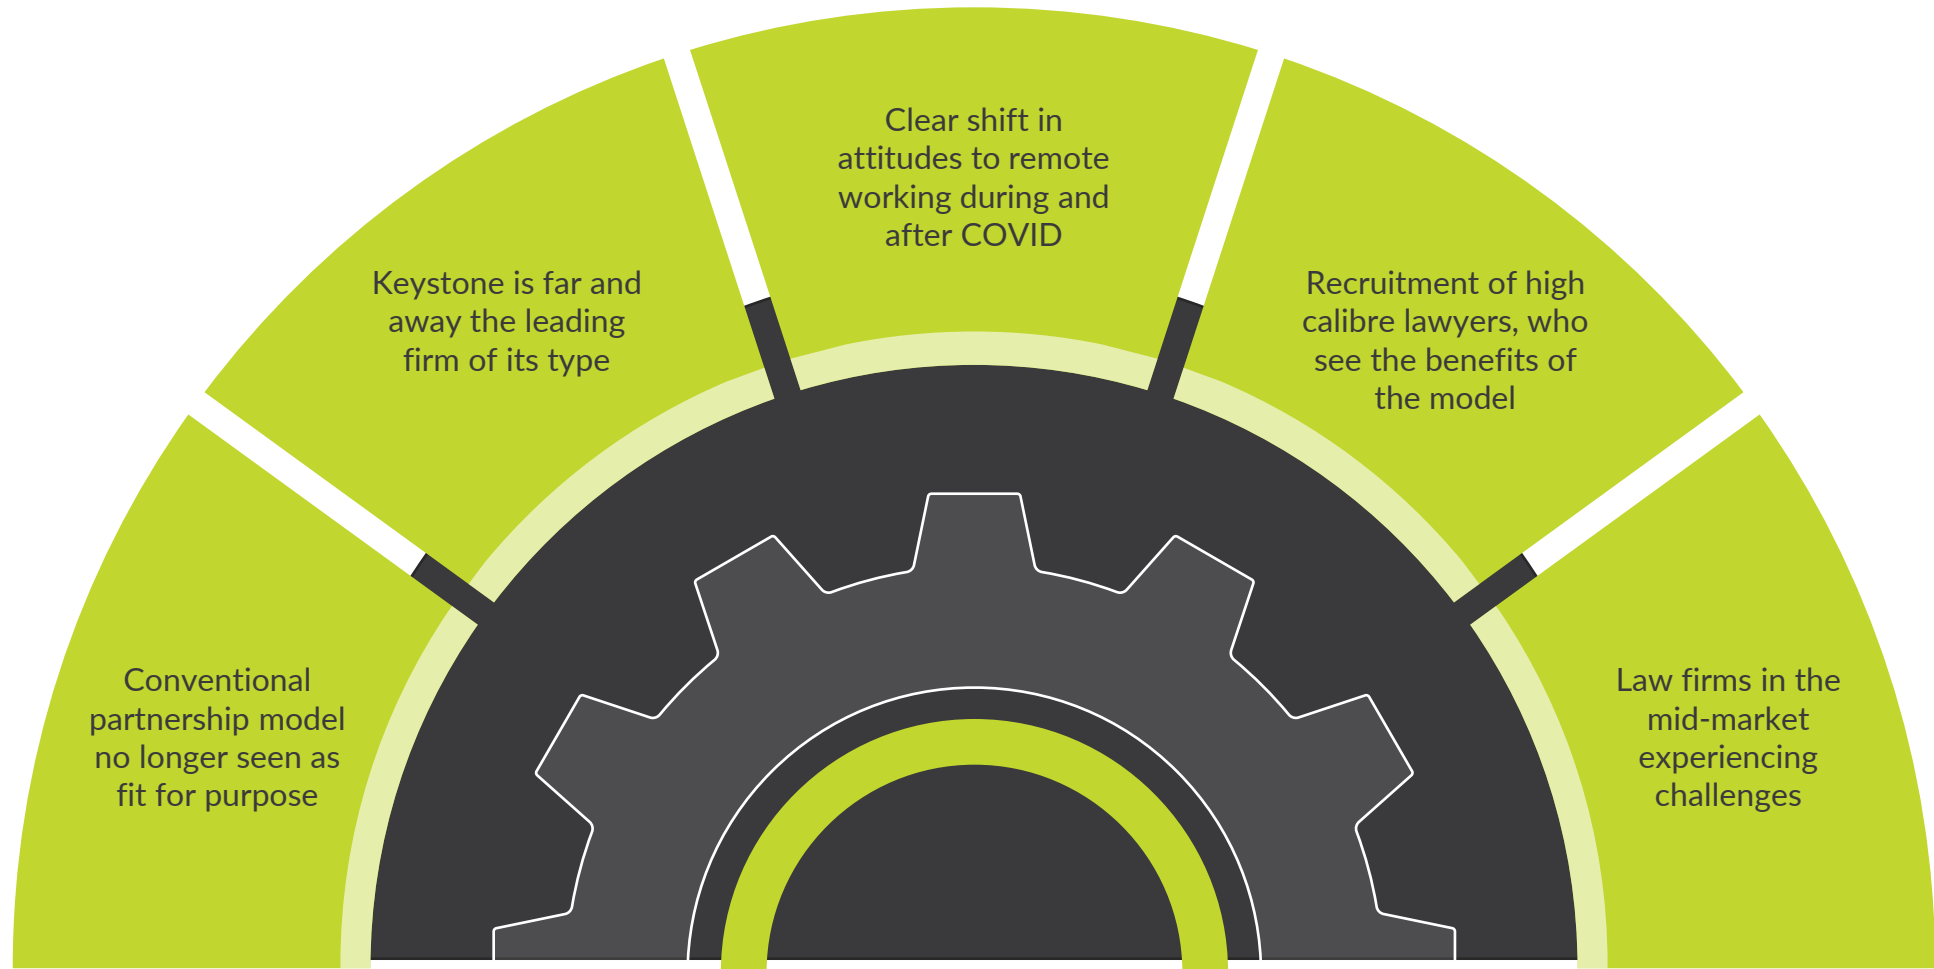 Conventional
partnership model
no longer seen as
fit for purpose
Keystone is far and
away the leading
firm of its type
Clear shift in
attitudes to remote
working during and
after COVID
Recruitment of high
calibre lawyers, who
see the benefits of
the model
Law firms in the
mid-market
experiencing
challenges